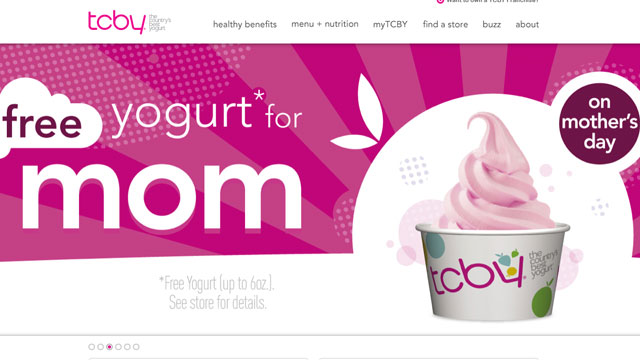 Want to own a TCBY Franchise?
tcby the country's best yogurt
healthy benefits menu + nutrition myTCBY find a store buzz about
free yogurt* for
mom
on
mother's
day
*Free Yogurt (up to 6oz.).
See store for details.
tcby the country's best yogurt